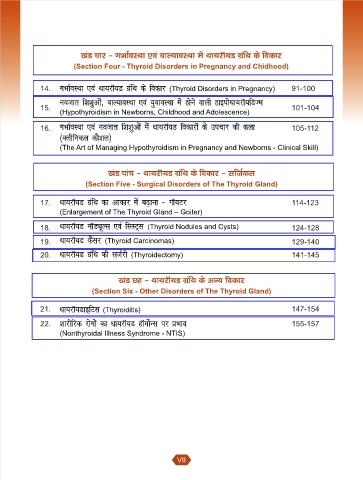 खंड चार - गर्भावस्था एवं बाल्यावस्था में थायरॉयड ग्रंथि के विकार
(Section Four - Thyroid Disorders in Pregnancy and Chidhood)
14. गर्भावस्था एवं थायरॉयड ग्रंथि के विकार (Thyroid Disorders in Pregnancy) 91-100
15. नवजात शिशुओं, बाल्यावस्था एवं युवावस्था में होने वाली हाइपोथायरॉयडिज्म 101-104
(Hypothyroidism in Newborns, Childhood and Adolescence)
16. गर्भावस्था एवं नवजात शिशुओं में थायरॉयड विकारों के उपचार की कला 105-112
(क्लीनिकल कौशल)
(The Art of Managing Hypothyroidism in Pregnancy and Newborns - Clinical Skill)
खंड पांच - थायरॉयड ग्रंथि के विकार - सर्जिकल
(Section Five - Surgical Disorders of The Thyroid Gland)
17. थायरॉयड ग्रंथि का आकार में बढ़ाना - गॉयटर 114-123
(Enlargement of The Thyroid Gland – Goiter)
18. थायरॉयड नॉड्यूल्स एवं सिस्ट्स (Thyroid Nodules and Cysts) 124-128
19. थायरॉयड कैंसर (Thyroid Carcinomas) 129-140
20. थायरॉयड ग्रंथि की सर्जरी (Thyroidectomy) 141-145
खंड छह - थायरॉयड ग्रंथि के अन्य विकार
(Section Six - Other Disorders of The Thyroid Gland)
21. थायरॉयडाइटिस (Thyroiditis) 147-154
22. शारीरिक रोगों का थायरॉयड हॉर्मोन्स पर प्रभाव 155-157
(Nonthyroidal Illness Syndrome - NTIS)
VII